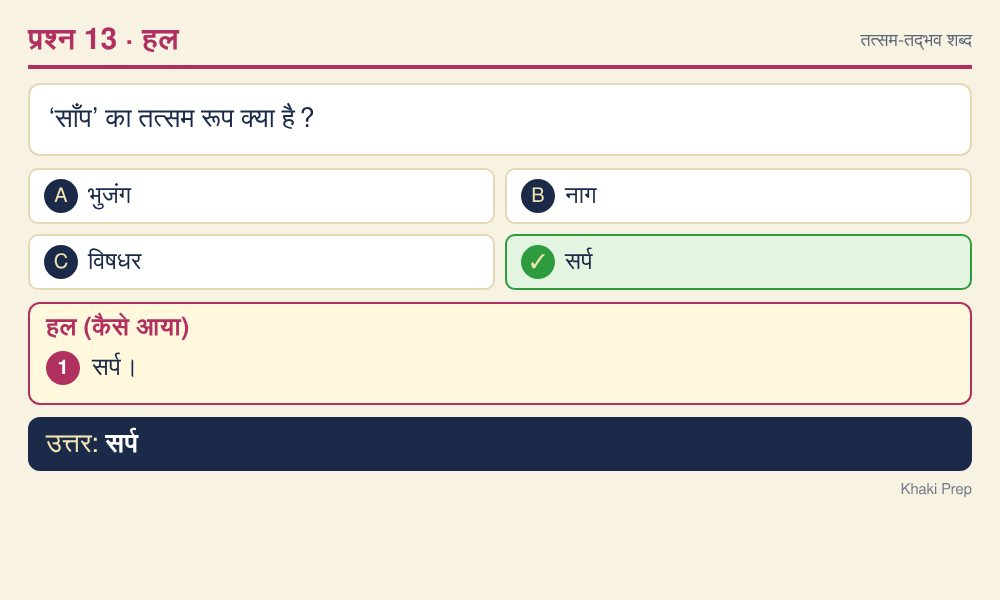 प्रश्न 13 · हल
तत्सम-तद्भव शब्द
‘साँप’ का तत्सम रूप क्या है ?
A भुजंग
B नाग
C विषधर
✓ सर्प
हल (कैसे आया)
1 सर्प।
उत्तर: सर्प
Khaki Prep